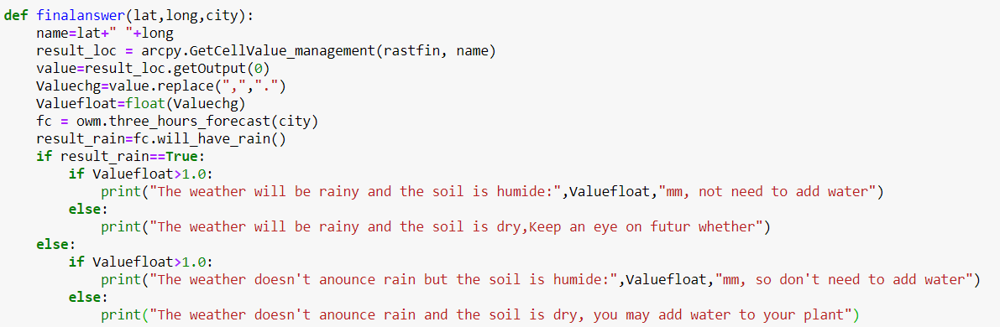 def finalanswer(lat,long,city):
    name=lat+" "+long
    result_loc = arcpy.GetCellValue_management(rastfin, name)
    value=result_loc.getOutput(0)
    Valuechg=value.replace(",",".")
    Valuefloat=float(Valuechg)
    fc = owm.three_hours_forecast(city)
    result_rain=fc.will_have_rain()
    if result_rain==True:
        if Valuefloat>1.0:
            print("The weather will be rainy and the soil is humide:",Valuefloat,"mm, not need to add water")
        else:
            print("The weather will be rainy and the soil is dry,Keep an eye on futur whether")
    else:
        if Valuefloat>1.0:
            print("The weather doesn't anounce rain but the soil is humide:",Valuefloat,"mm, so don't need to add water")
        else:
            print("The weather doesn't anounce rain and the soil is dry, you may add water to your plant")